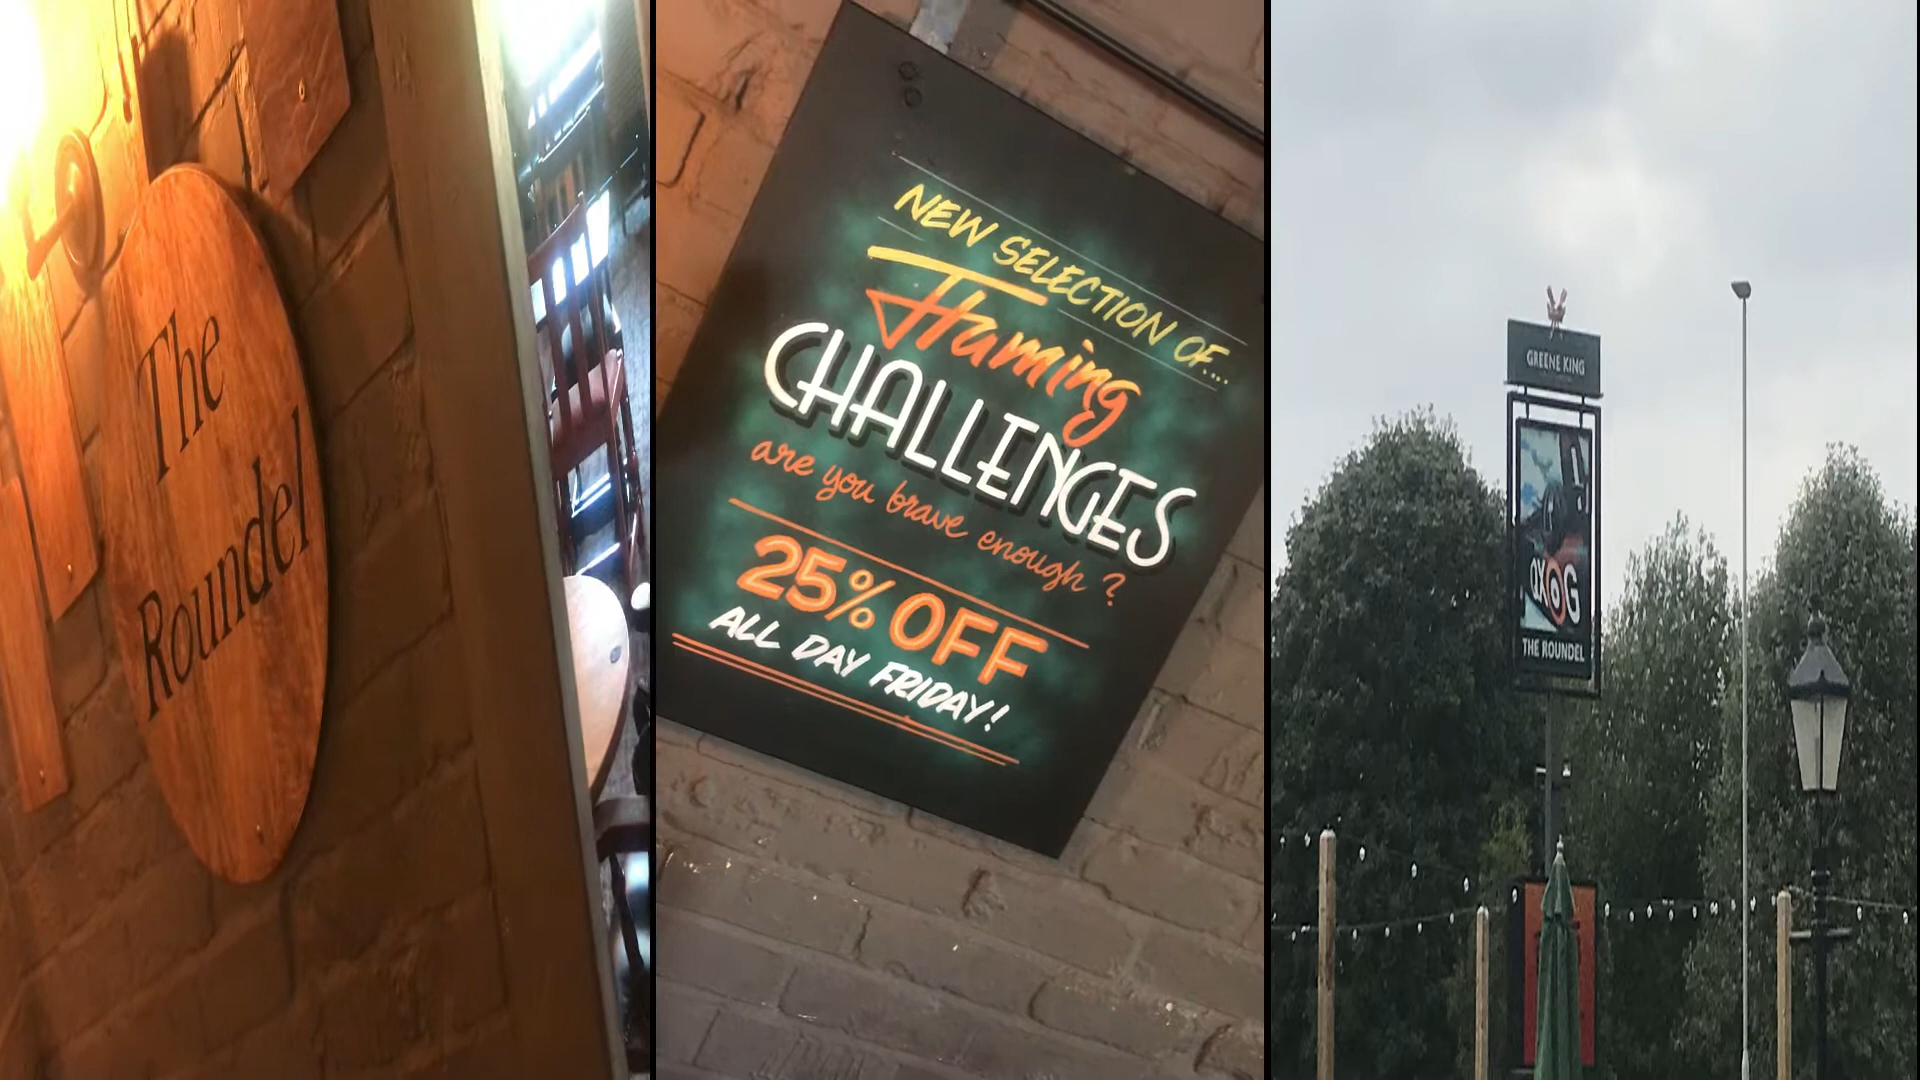 The
Roundel
NEW SELECTION OF...
Flaming
CHALLENGES
are you brave enough?
25% OFF
ALL DAY FRIDAY!
GREENE KING
QXOG
THE ROUNDEL